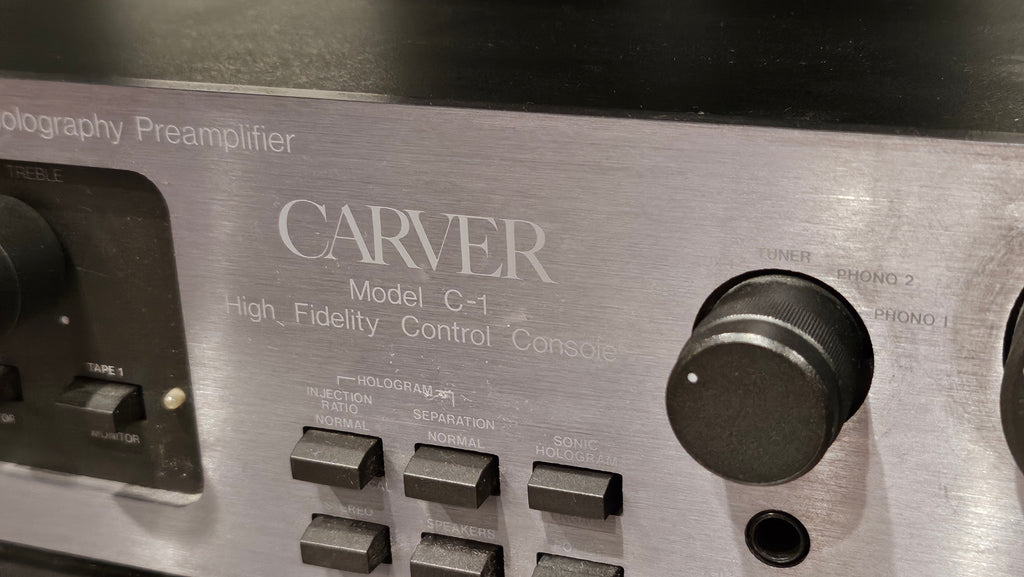 olography Preamplifier
TREBLE
CARVER
Model C-1
High Fidelity Control Console
TUNER
PHONO 2
PHONO 1
TAPE 1
MONITOR
HOLOGRAM
INJECTION
RATIO
NORMAL
SEPARATION
NORMAL
SONIC
HOLOGRAM
EREO
SPEAKERS